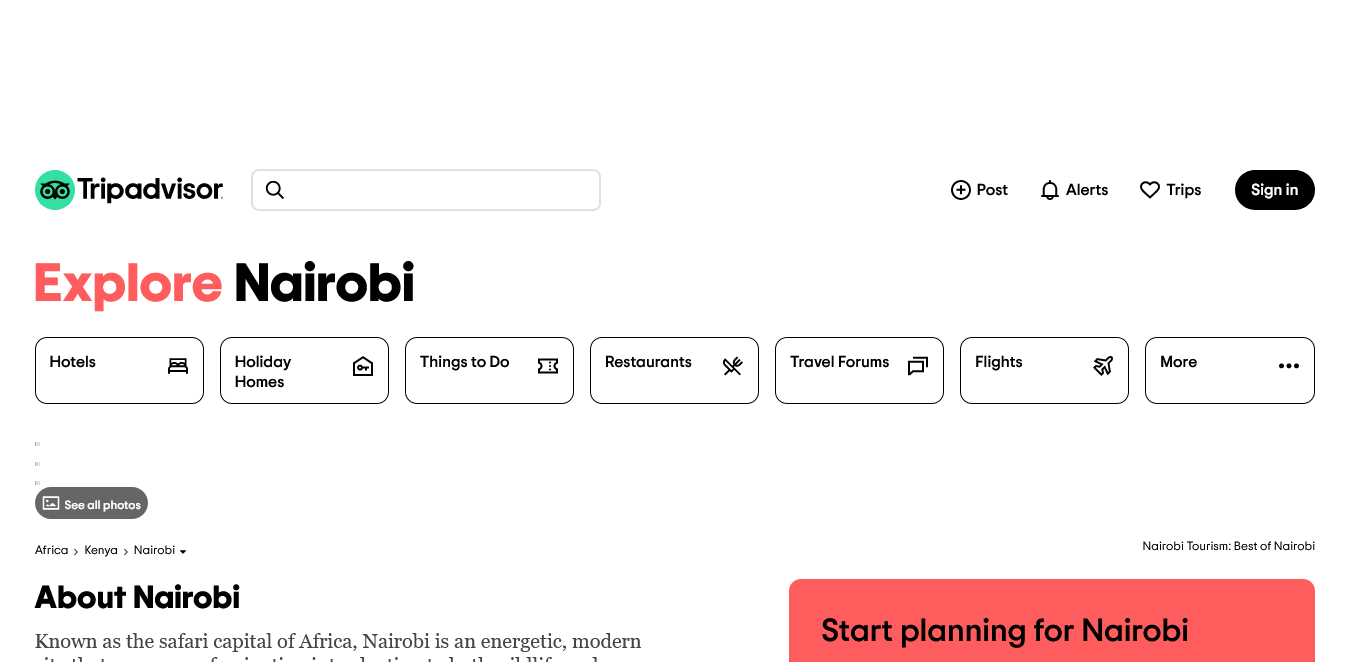 Tripadvisor
Post
Alerts
Trips
Sign in
Explore Nairobi
Hotels
Holiday
Homes
Things to Do
Restaurants
Travel Forums
Flights
More
See all photos
Africa
Kenya
Nairobi
Nairobi Tourism: Best of Nairobi
About Nairobi
Start planning for Nairobi
Known as the safari capital of Africa, Nairobi is an energetic, modern